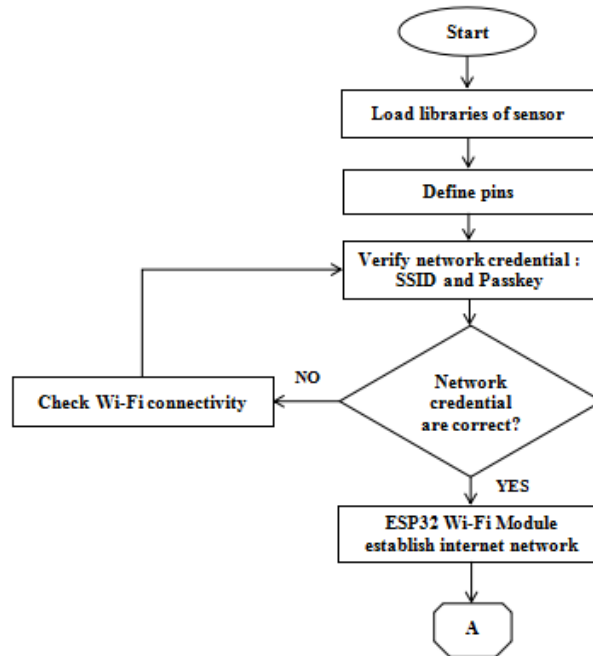 Start
Load libraries of sensor
Define pins
Verify network credential :
SSID and Passkey
NO
Check Wi-Fi connectivity
Network
credential
are correct?
YES
ESP32 Wi-Fi Module
establish internet network
A